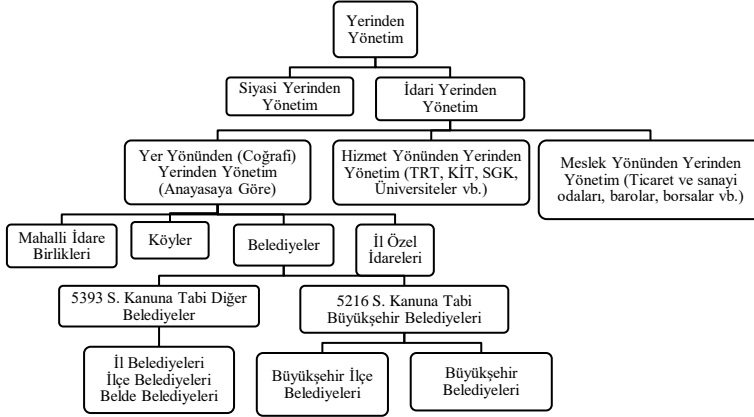 Yerinden
Yönetim
Siyasi Yerinden
Yönetim
İdari Yerinden
Yönetim
Yer Yönünden (Coğrafi)
Yerinden Yönetim
(Anayasaya Göre)
Hizmet Yönünden Yerinden
Yönetim (TRT, KİT, SGK,
Üniversiteler vb.)
Meslek Yönünden Yerinden
Yönetim (Ticaret ve sanayi
odaları, barolar, borsalar vb.)
Mahalli İdare
Birlikleri
Köyler
Belediyeler
İl Özel
İdareleri
5393 S. Kanuna Tabi Diğer
Belediyeler
5216 S. Kanuna Tabi
Büyükşehir Belediyeleri
İl Belediyeleri
İlçe Belediyeleri
Belde Belediyeleri
Büyükşehir İlçe
Belediyeleri
Büyükşehir
Belediyeleri